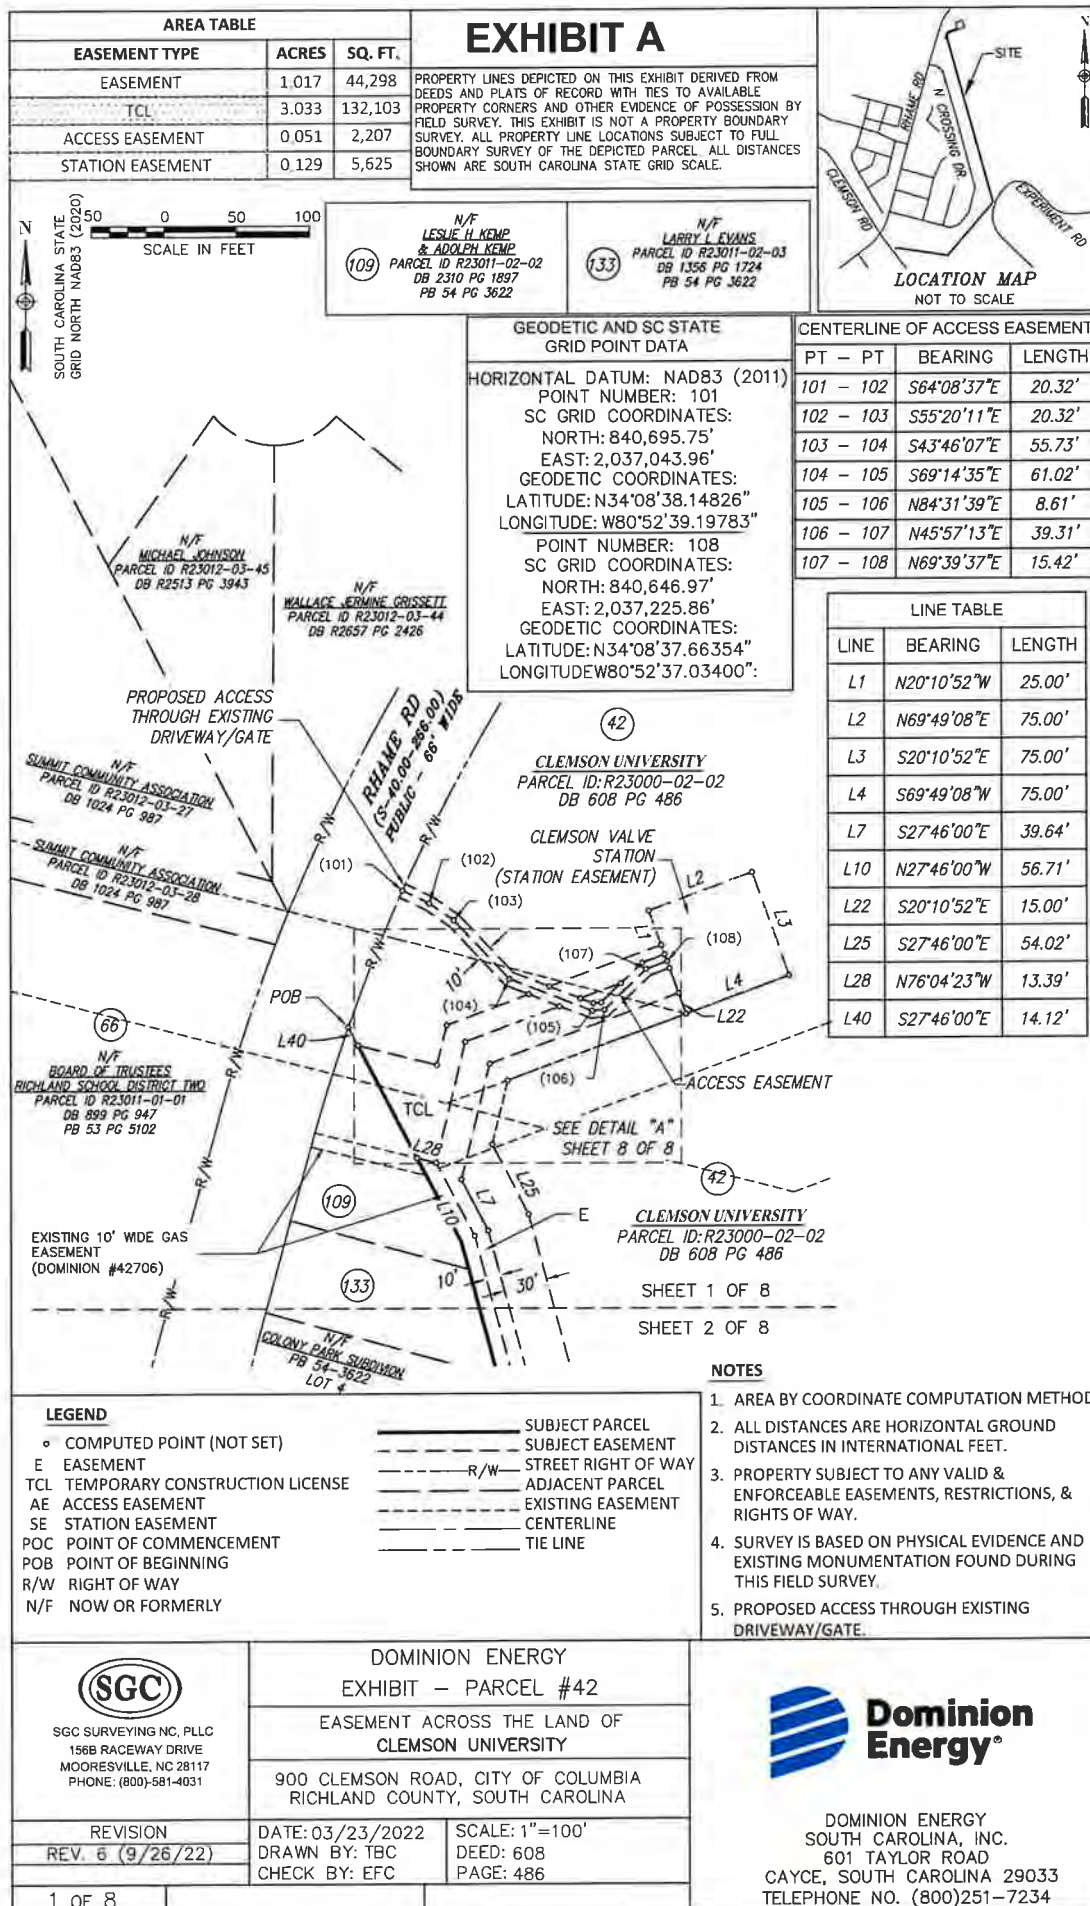 AREA TABLE
EASEMENT TYPE ACRES SQ. FT.
EASEMENT 1.017 44,298
TCL 3.033 132,103
ACCESS EASEMENT 0.051 2,207
STATION EASEMENT 0.129 5,625
EXHIBIT A
PROPERTY LINES DEPICTED ON THIS EXHIBIT DERIVED FROM
DEEDS AND PLATS OF RECORD WITH TIES TO AVAILABLE
PROPERTY CORNERS AND OTHER EVIDENCE OF POSSESSION BY
FIELD SURVEY. THIS EXHIBIT IS NOT A PROPERTY BOUNDARY
SURVEY. ALL PROPERTY LINE LOCATIONS SUBJECT TO FULL
BOUNDARY SURVEY OF THE DEPICTED PARCEL. ALL DISTANCES
SHOWN ARE SOUTH CAROLINA STATE GRID SCALE.
N
SITE
RHAME RD
N CROSSING DR.
CLEMSON RD
EXPERIMENT RD
LOCATION MAP
NOT TO SCALE
N
SOUTH CAROLINA STATE
GRID NORTH NAD83 (2020)
50 0 50 100
SCALE IN FEET
109
N/F
LESLIE H KEMP
& ADOLPH KEMP
PARCEL ID R23011-02-02
DB 2310 PG 1897
PB 54 PG 3622
133
N/F
LARRY L EVANS
PARCEL ID R23011-02-03
DB 1356 PG 1724
PB 54 PG 3622
GEODETIC AND SC STATE
GRID POINT DATA
HORIZONTAL DATUM: NAD83 (2011)
POINT NUMBER: 101
SC GRID COORDINATES:
NORTH: 840,695.75'
EAST: 2,037,043.96'
GEODETIC COORDINATES:
LATITUDE: N34°08'38.14826"
LONGITUDE: W80°52'39.19783"
POINT NUMBER: 108
SC GRID COORDINATES:
NORTH: 840,646.97'
EAST: 2,037,225.86'
GEODETIC COORDINATES:
LATITUDE: N34°08'37.66354"
LONGITUDEW80°52'37.03400":
CENTERLINE OF ACCESS EASEMENT
PT - PT BEARING LENGTH
101 - 102 S64°08'37"E 20.32'
102 - 103 S55°20'11"E 20.32'
103 - 104 S43°46'07"E 55.73'
104 - 105 S69°14'35"E 61.02'
105 - 106 N84°31'39"E 8.61'
106 - 107 N45°57'13"E 39.31'
107 - 108 N69°39'37"E 15.42'
LINE TABLE
LINE BEARING LENGTH
L1 N20°10'52"W 25.00'
L2 N69°49'08"E 75.00'
L3 S20°10'52"E 75.00'
L4 S69°49'08"W 75.00'
L7 S27°46'00"E 39.64'
L10 N27°46'00"W 56.71'
L22 S20°10'52"E 15.00'
L25 S27°46'00"E 54.02'
L28 N76°04'23"W 13.39'
L40 S27°46'00"E 14.12'
N/F
MICHAEL JOHNSON
PARCEL ID R23012-03-45
DB R2513 PG 3943
N/F
WALLACE JERMINE GRISSETT
PARCEL ID R23012-03-44
DB R2657 PG 2426
PROPOSED ACCESS
THROUGH EXISTING
DRIVEWAY/GATE
RHAME RD
(S-40.00-266.00)
PUBLIC - 66' WIDE
42
CLEMSON UNIVERSITY
PARCEL ID: R23000-02-02
DB 608 PG 486
N/F
SUMMIT COMMUNITY ASSOCIATION
PARCEL ID R23012-03-27
DB 1024 PG 987
N/F
SUMMIT COMMUNITY ASSOCIATION
PARCEL ID R23012-03-28
DB 1024 PG 987
R/W
R/W
CLEMSON VALVE
STATION
(STATION EASEMENT)
(101)
(102)
(103)
L2
L1
L3
(107)
(108)
R/W
10'
L4
(104)
L22
POB
(105)
L40
66
R/W
(106)
ACCESS EASEMENT
N/F
BOARD OF TRUSTEES
RICHLAND SCHOOL DISTRICT TWO
PARCEL ID R23011-01-01
DB 899 PG 947
PB 53 PG 5102
TCL
SEE DETAIL "A"
SHEET 8 OF 8
L28
R/W
109
L10
L7
L25
E
42
CLEMSON UNIVERSITY
PARCEL ID: R23000-02-02
DB 608 PG 486
EXISTING 10' WIDE GAS
EASEMENT
(DOMINION #42706)
133
10'
30'
R/W
SHEET 1 OF 8
SHEET 2 OF 8
N/F
COLONY PARK SUBDIVION
PB 54-3622
LOT 4
LEGEND
COMPUTED POINT (NOT SET)
E EASEMENT
TCL TEMPORARY CONSTRUCTION LICENSE
AE ACCESS EASEMENT
SE STATION EASEMENT
POC POINT OF COMMENCEMENT
POB POINT OF BEGINNING
R/W RIGHT OF WAY
N/F NOW OR FORMERLY
SUBJECT PARCEL
SUBJECT EASEMENT
R/W STREET RIGHT OF WAY
ADJACENT PARCEL
EXISTING EASEMENT
CENTERLINE
TIE LINE
NOTES
1. AREA BY COORDINATE COMPUTATION METHOD
2. ALL DISTANCES ARE HORIZONTAL GROUND
DISTANCES IN INTERNATIONAL FEET.
3. PROPERTY SUBJECT TO ANY VALID &
ENFORCEABLE EASEMENTS, RESTRICTIONS, &
RIGHTS OF WAY.
4. SURVEY IS BASED ON PHYSICAL EVIDENCE AND
EXISTING MONUMENTATION FOUND DURING
THIS FIELD SURVEY.
5. PROPOSED ACCESS THROUGH EXISTING
DRIVEWAY/GATE.
SGC
SGC SURVEYING NC, PLLC
156B RACEWAY DRIVE
MOORESVILLE, NC 28117
PHONE: (800)-581-4031
DOMINION ENERGY
EXHIBIT - PARCEL #42
EASEMENT ACROSS THE LAND OF
CLEMSON UNIVERSITY
900 CLEMSON ROAD, CITY OF COLUMBIA
RICHLAND COUNTY, SOUTH CAROLINA
REVISION
REV. 6 (9/26/22)
DATE: 03/23/2022
DRAWN BY: TBC
CHECK BY: EFC
SCALE: 1"=100'
DEED: 608
PAGE: 486
1 OF 8
Dominion
Energy®
DOMINION ENERGY
SOUTH CAROLINA, INC.
601 TAYLOR ROAD
CAYCE, SOUTH CAROLINA 29033
TELEPHONE NO. (800)251-7234